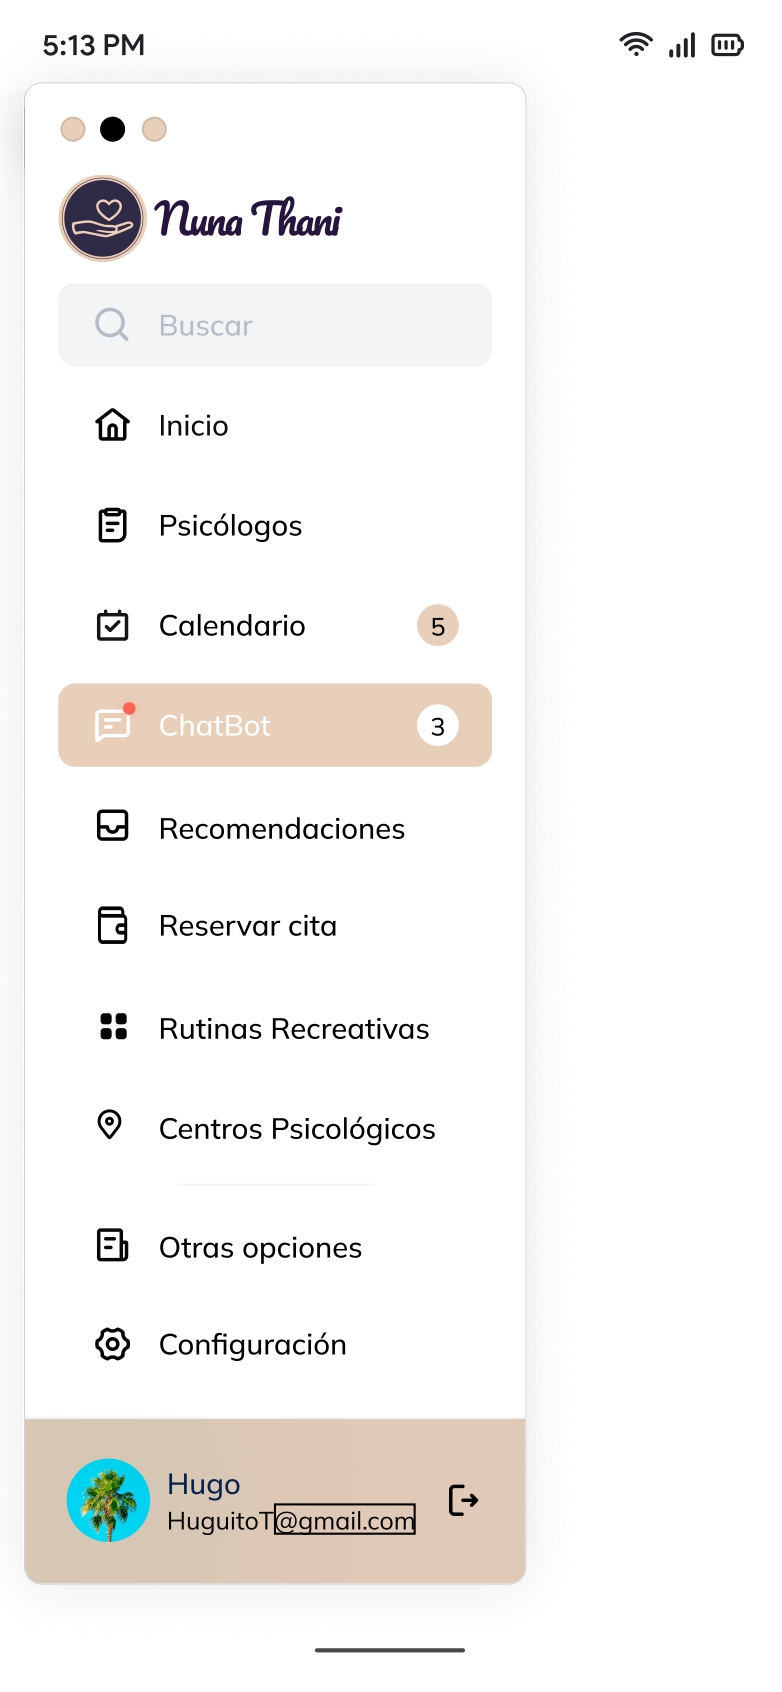 5:13 PM
Nuna Thani
Buscar
Inicio
Psicólogos
Calendario 5
ChatBot 3
Recomendaciones
Reservar cita
Rutinas Recreativas
Centros Psicológicos
Otras opciones
Configuración
Hugo
HuguitoT@gmail.com